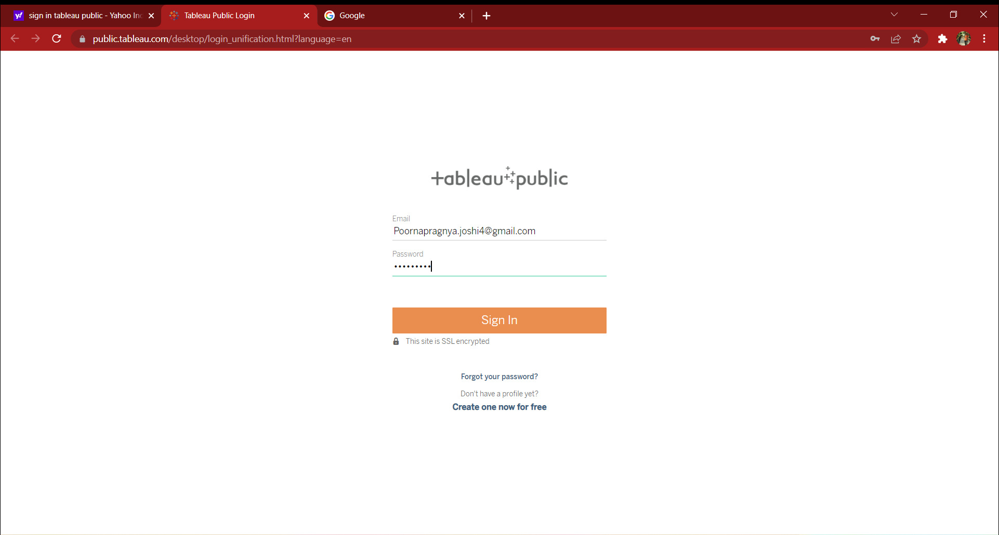 sign in tableau public - Yahoo Inc
Tableau Public Login
Google
public.tableau.com/desktop/login_unification.html?language=en
tableau public
Email
Poornapragnya.joshi4@gmail.com
Password
•••••••••
Sign In
This site is SSL encrypted
Forgot your password?
Don't have a profile yet?
Create one now for free